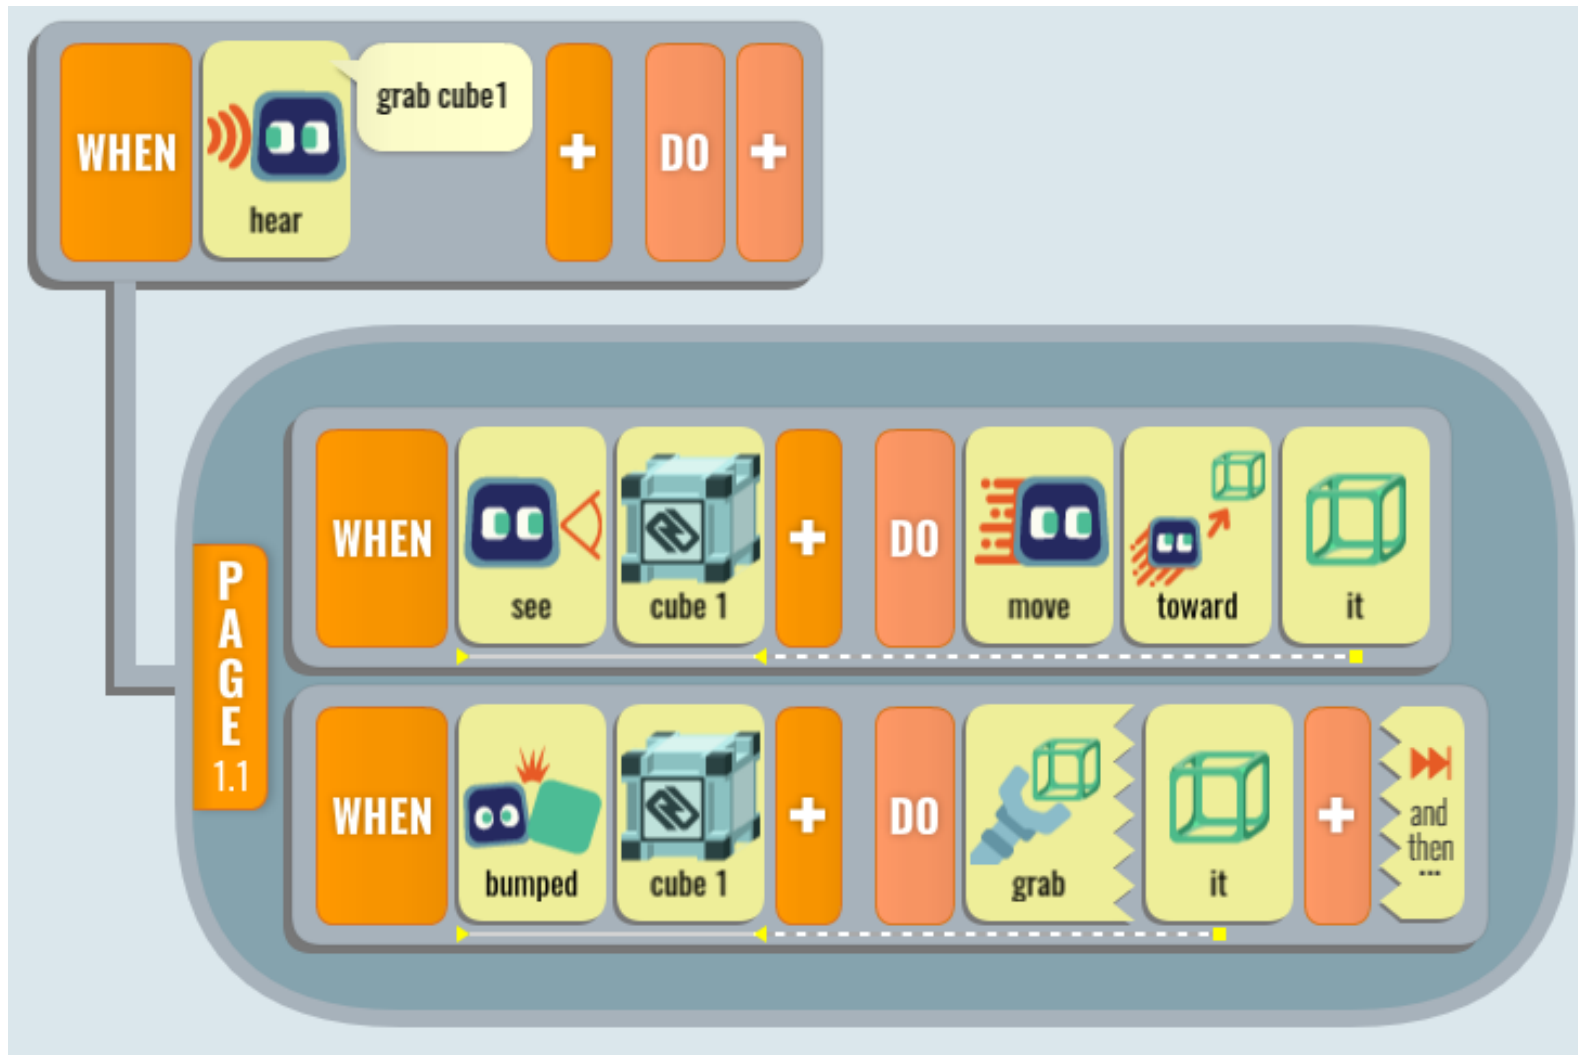 WHEN hear grab cube1 + DO +
PAGE
1.1
WHEN see cube 1 + DO move toward it
WHEN bumped cube 1 + DO grab it + and
then
...